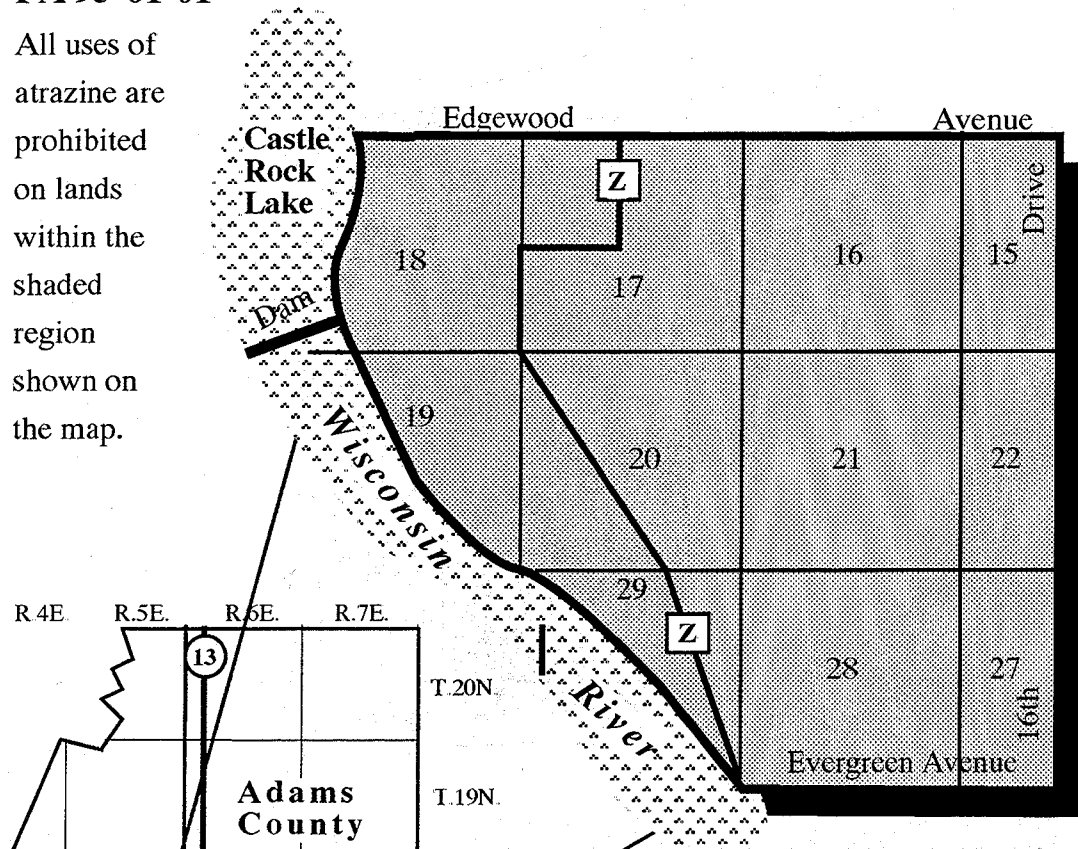 All uses of
atrazine are
prohibited
on lands
within the
shaded
region
shown on
the map.
Edgewood Avenue
Castle
Rock
Lake
Z
Drive
18
17
16
15
Dam
Wisconsin
19
20
21
22
29
Z
28
27
River
16th
Evergreen Avenue
R.4E. R.5E. R.6E. R.7E.
13
T.20N.
Adams
County
T.19N.